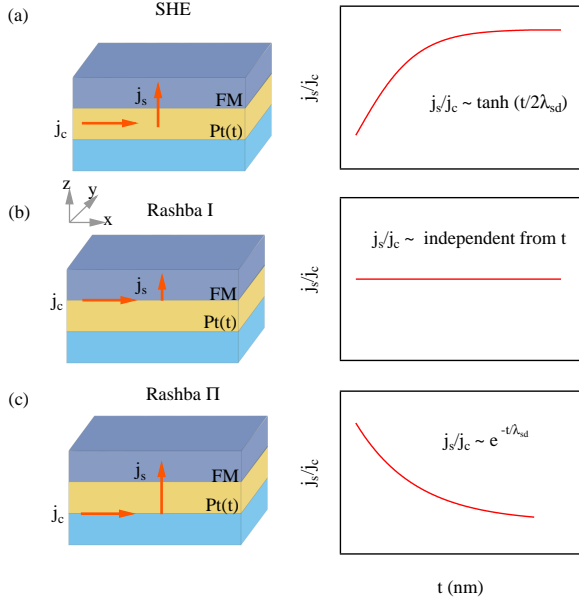 (a)
SHE
j_s
FM
j_c
Pt(t)
j_s/j_c
j_s/j_c ~ tanh (t/2λ_sd)
z
y
x
(b)
Rashba I
j_s
FM
j_c
Pt(t)
j_s/j_c
j_s/j_c ~ independent from t
(c)
Rashba Π
j_s
FM
j_c
Pt(t)
j_s/j_c
j_s/j_c ~ e^{-t/λ_sd}
t (nm)